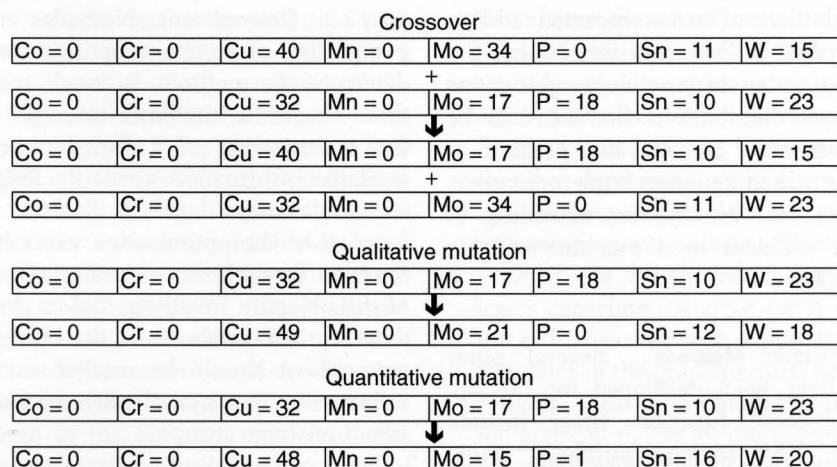 Crossover
Co = 0 Cr = 0 Cu = 40 Mn = 0 Mo = 34 P = 0 Sn = 11 W = 15
+
Co = 0 Cr = 0 Cu = 32 Mn = 0 Mo = 17 P = 18 Sn = 10 W = 23
Co = 0 Cr = 0 Cu = 40 Mn = 0 Mo = 17 P = 18 Sn = 10 W = 15
+
Co = 0 Cr = 0 Cu = 32 Mn = 0 Mo = 34 P = 0 Sn = 11 W = 23
Qualitative mutation
Co = 0 Cr = 0 Cu = 32 Mn = 0 Mo = 17 P = 18 Sn = 10 W = 23
Co = 0 Cr = 0 Cu = 49 Mn = 0 Mo = 21 P = 0 Sn = 12 W = 18
Quantitative mutation
Co = 0 Cr = 0 Cu = 32 Mn = 0 Mo = 17 P = 18 Sn = 10 W = 23
Co = 0 Cr = 0 Cu = 48 Mn = 0 Mo = 15 P = 1 Sn = 16 W = 20